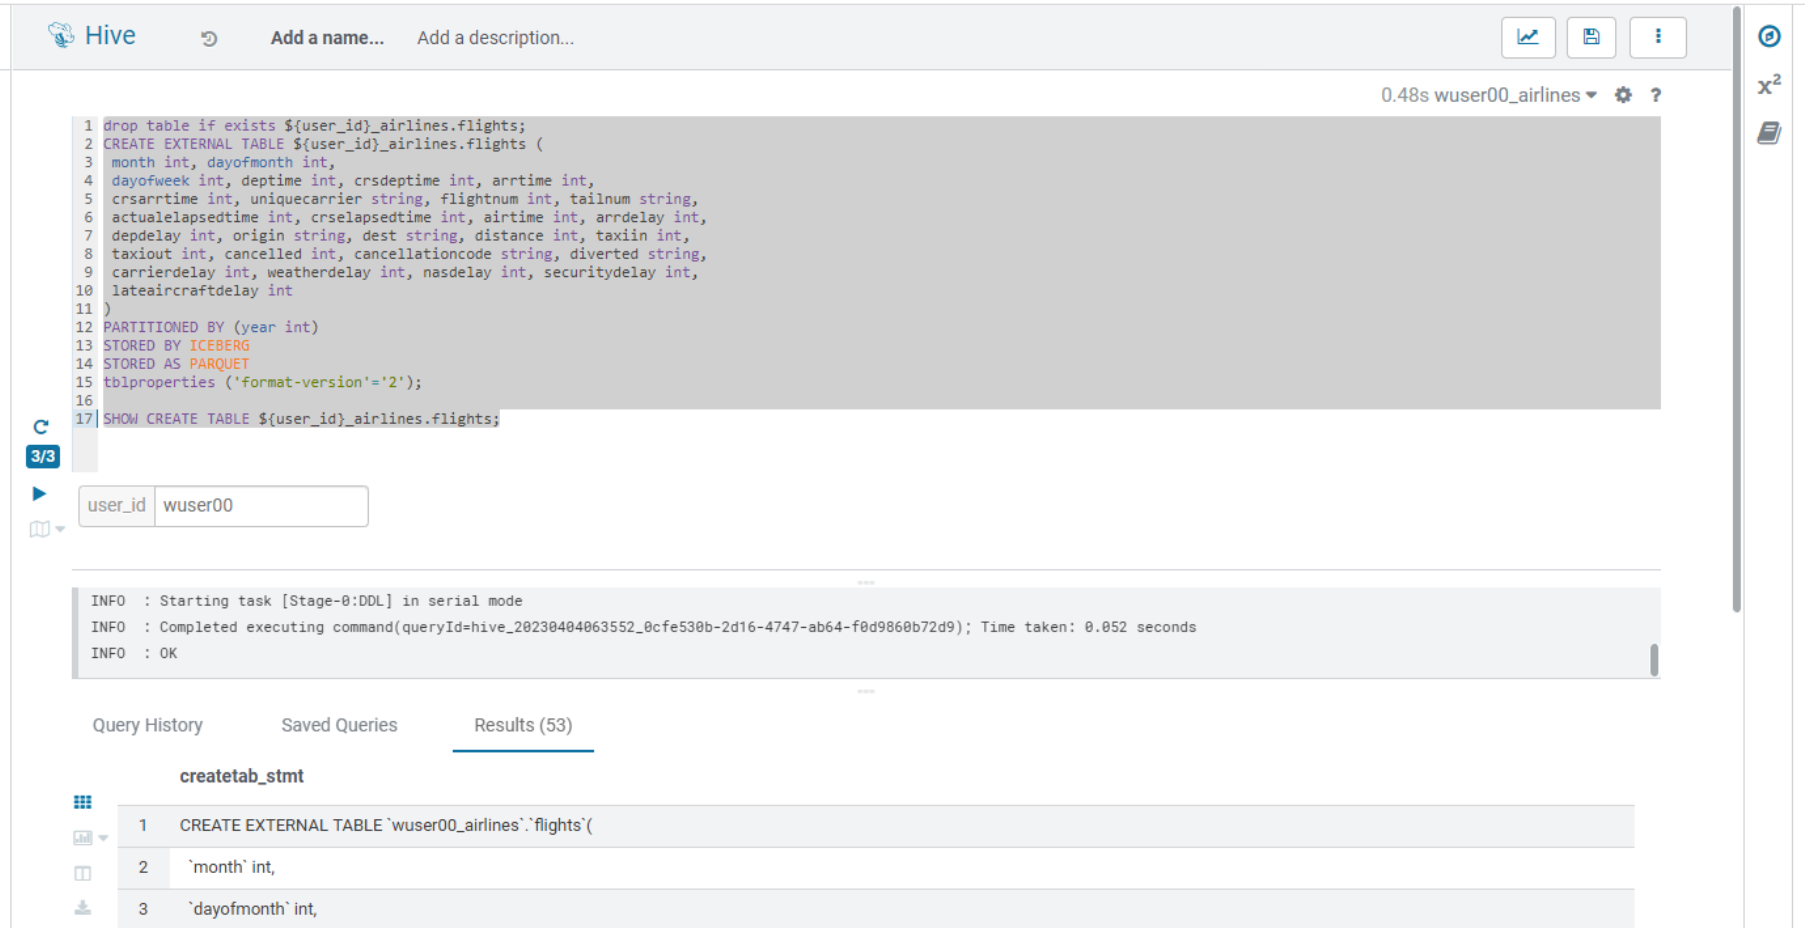 Hive Add a name... Add a description...
0.48s wuser00_airlines ?
x²
1 drop table if exists ${user_id}_airlines.flights;
2 CREATE EXTERNAL TABLE ${user_id}_airlines.flights (
3 month int, dayofmonth int,
4 dayofweek int, deptime int, crsdeptime int, arrtime int,
5 crsarrtime int, uniquecarrier string, flightnum int, tailnum string,
6 actualelapsedtime int, crselapsedtime int, airtime int, arrdelay int,
7 depdelay int, origin string, dest string, distance int, taxiin int,
8 taxiout int, cancelled int, cancellationcode string, diverted string,
9 carrierdelay int, weatherdelay int, nasdelay int, securitydelay int,
10 lateaircraftdelay int
11 )
12 PARTITIONED BY (year int)
13 STORED BY ICEBERG
14 STORED AS PARQUET
15 tblproperties ('format-version'='2');
16
17 SHOW CREATE TABLE ${user_id}_airlines.flights;
3/3
user_id wuser00
INFO : Starting task [Stage-0:DDL] in serial mode
INFO : Completed executing command(queryId=hive_20230404063552_0cfe530b-2d16-4747-ab64-f0d9860b72d9); Time taken: 0.052 seconds
INFO : OK
Query History Saved Queries Results (53)
createtab_stmt
1 CREATE EXTERNAL TABLE `wuser00_airlines`.`flights`(
2 `month` int,
3 `dayofmonth` int,